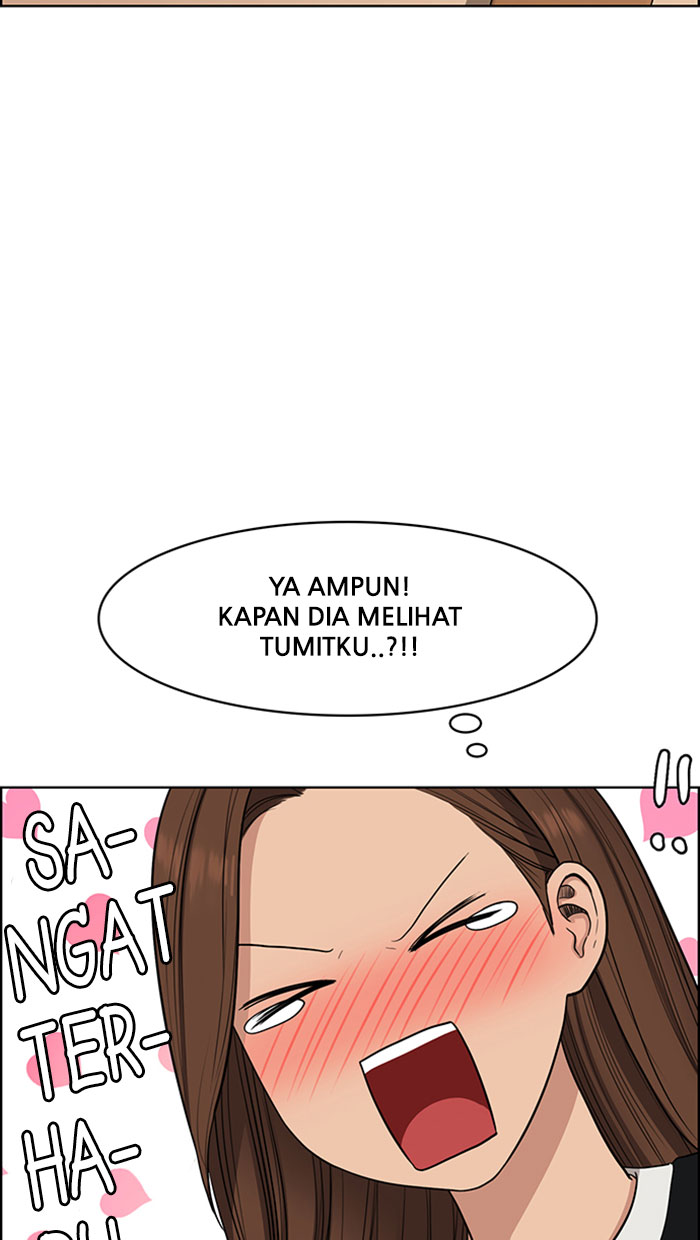 YA AMPUN!
KAPAN DIA MELIHAT
TUMITKU..?!!
!!
SA-
NGAT
TER-
HA-